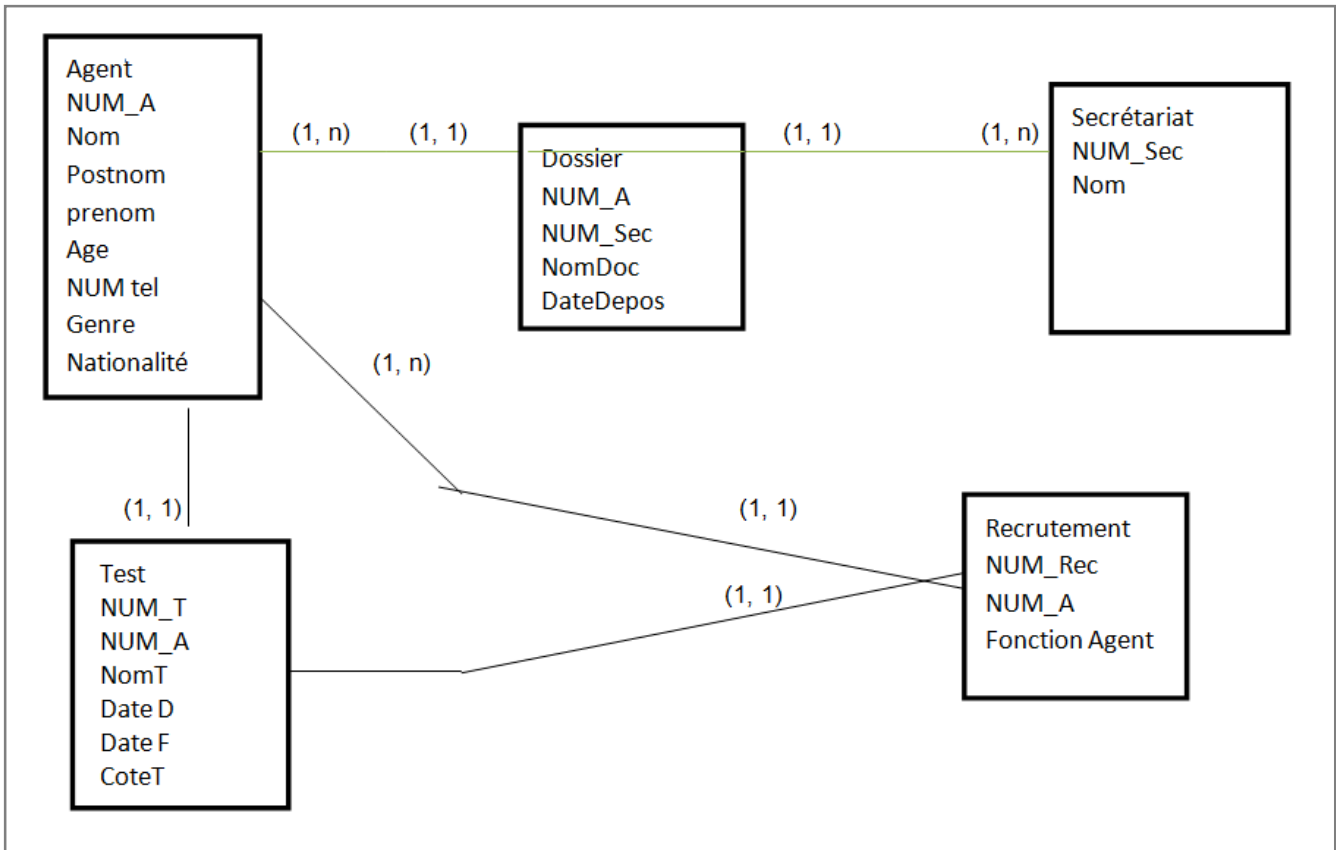 Agent
NUM_A
Nom
Postnom
prenom
Age
NUM tel
Genre
Nationalité
(1, n)
(1, 1)
Dossier
NUM_A
NUM_Sec
NomDoc
DateDepos
(1, 1)
(1, n)
Secrétariat
NUM_Sec
Nom
(1, n)
(1, 1)
Test
NUM_T
NUM_A
NomT
Date D
Date F
CoteT
(1, 1)
(1, 1)
Recrutement
NUM_Rec
NUM_A
Fonction Agent